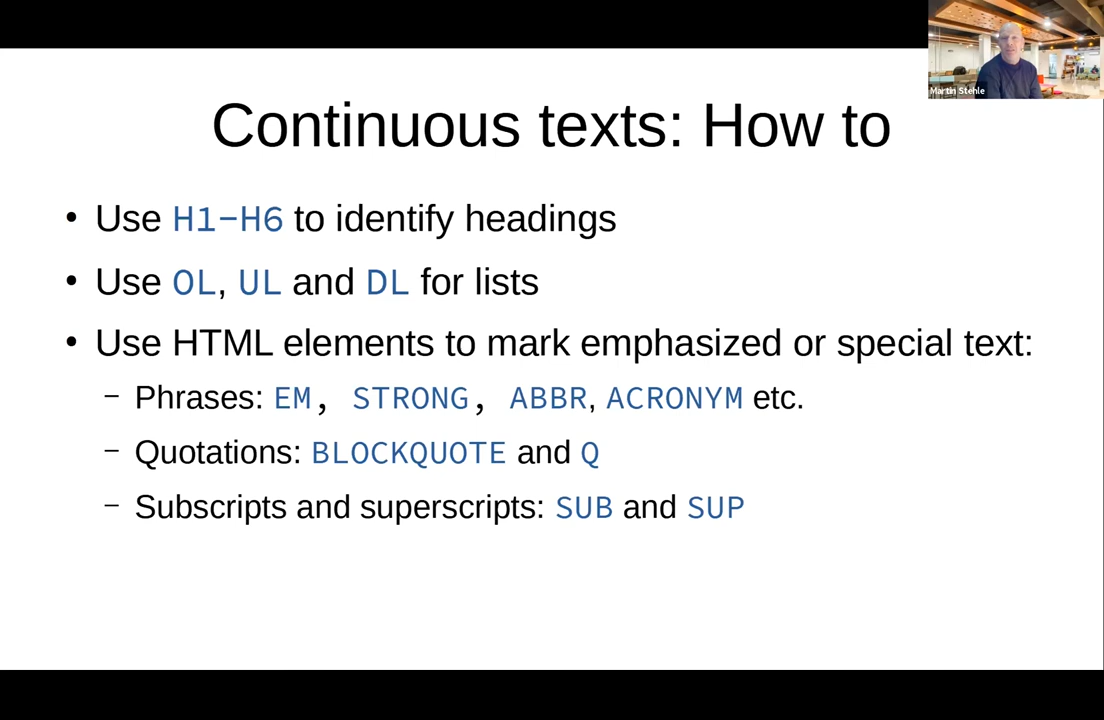 Martin Stehle
Continuous texts: How to
• Use H1–H6 to identify headings
• Use OL, UL and DL for lists
• Use HTML elements to mark emphasized or special text:
– Phrases: EM, STRONG, ABBR, ACRONYM etc.
– Quotations: BLOCKQUOTE and Q
– Subscripts and superscripts: SUB and SUP